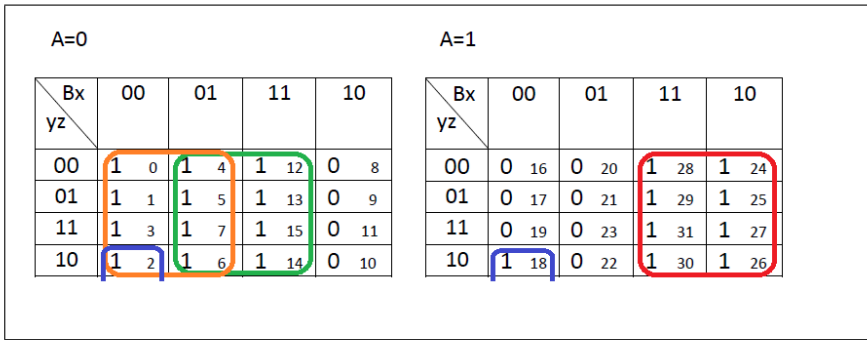 A=0 A=1
Bx 00 01 11 10 Bx 00 01 11 10
yz yz
00 1 0 1 4 1 12 0 8 00 0 16 0 20 1 28 1 24
01 1 1 1 5 1 13 0 9 01 0 17 0 21 1 29 1 25
11 1 3 1 7 1 15 0 11 11 0 19 0 23 1 31 1 27
10 1 2 1 6 1 14 0 10 10 1 18 0 22 1 30 1 26